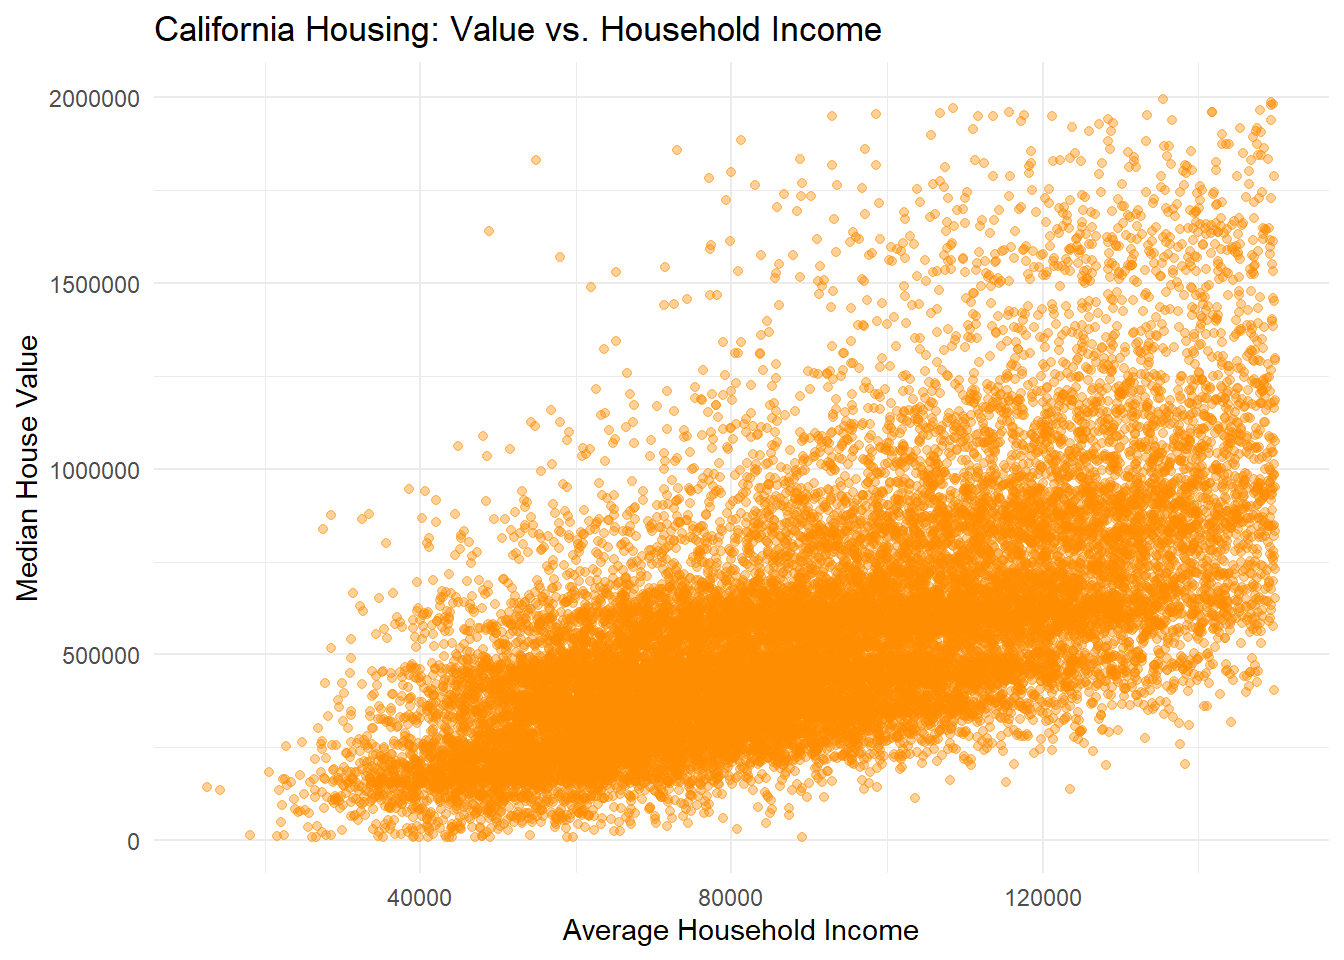 California Housing: Value vs. Household Income
2000000
1500000
1000000
500000
0
Median House Value
40000 80000 120000
Average Household Income